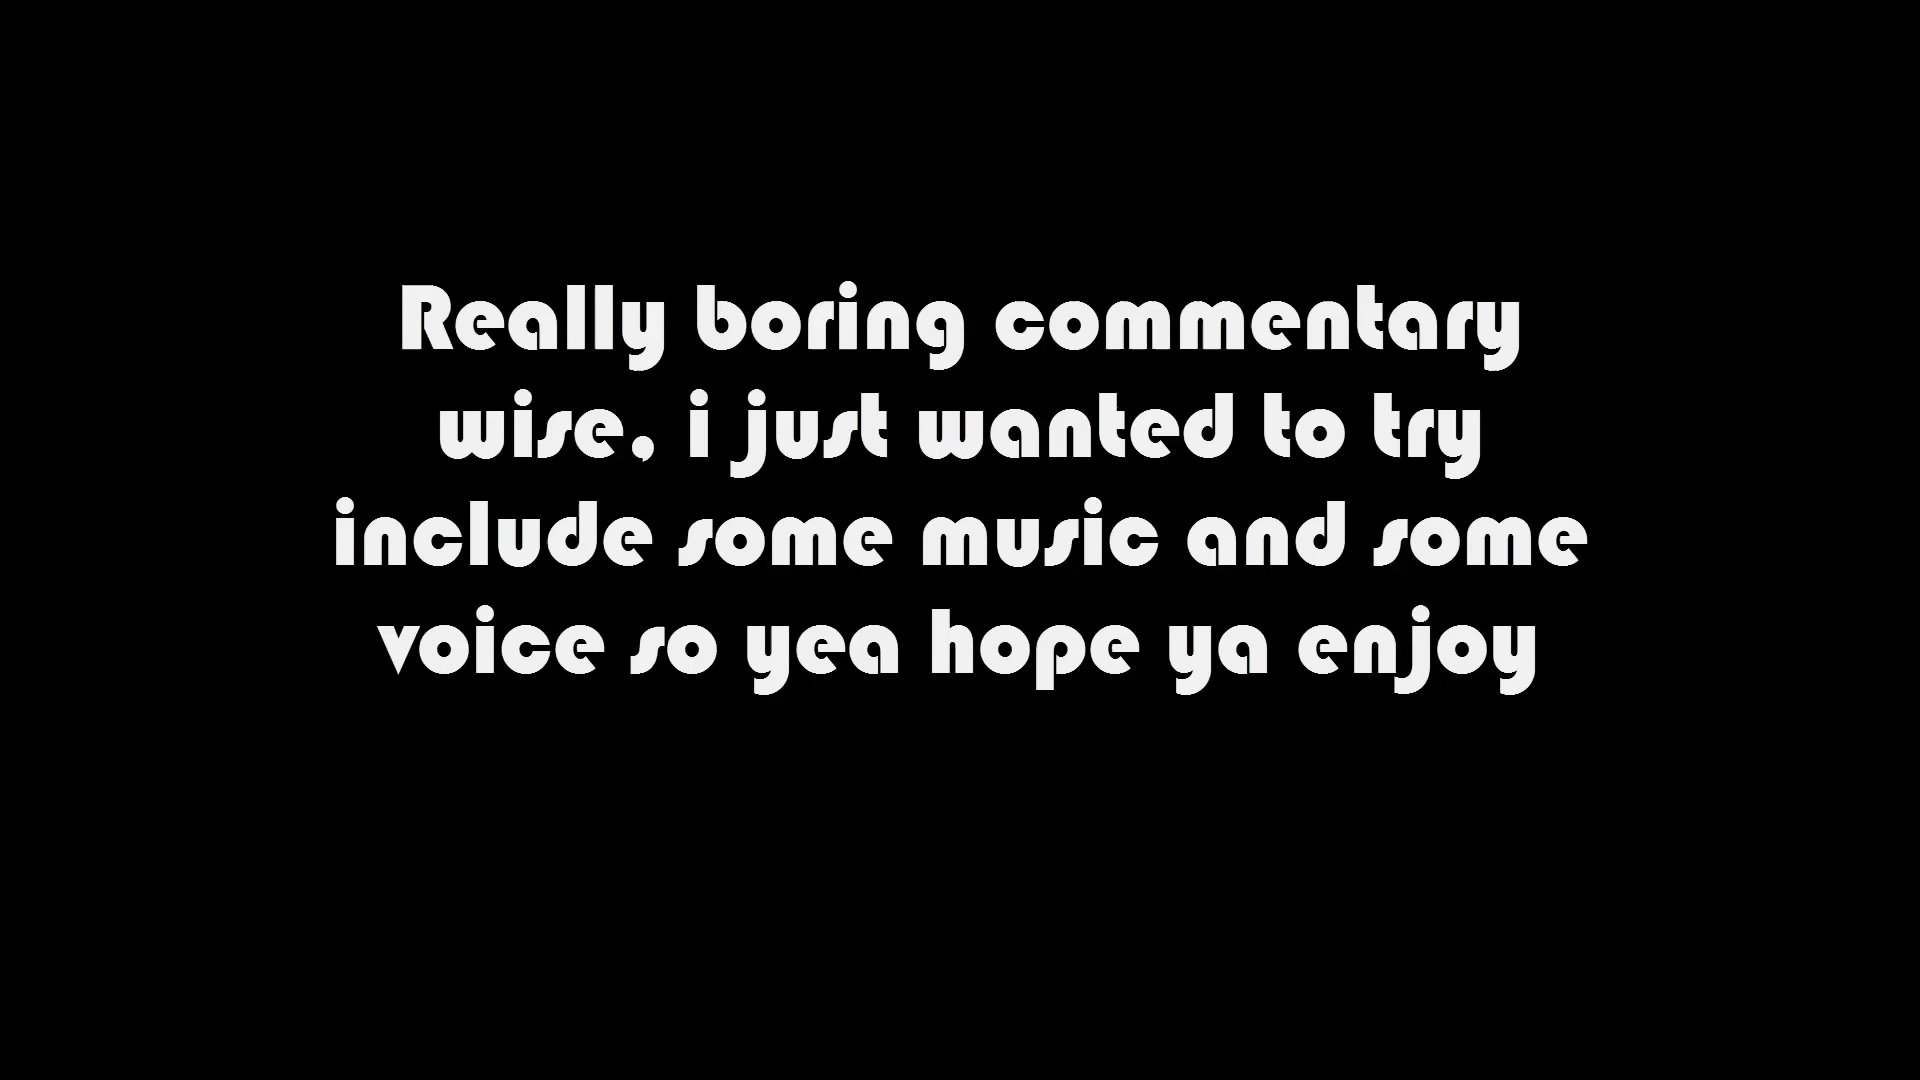 Really boring commentary
wise, i just wanted to try
include some music and some
voice so yea hope ya enjoy